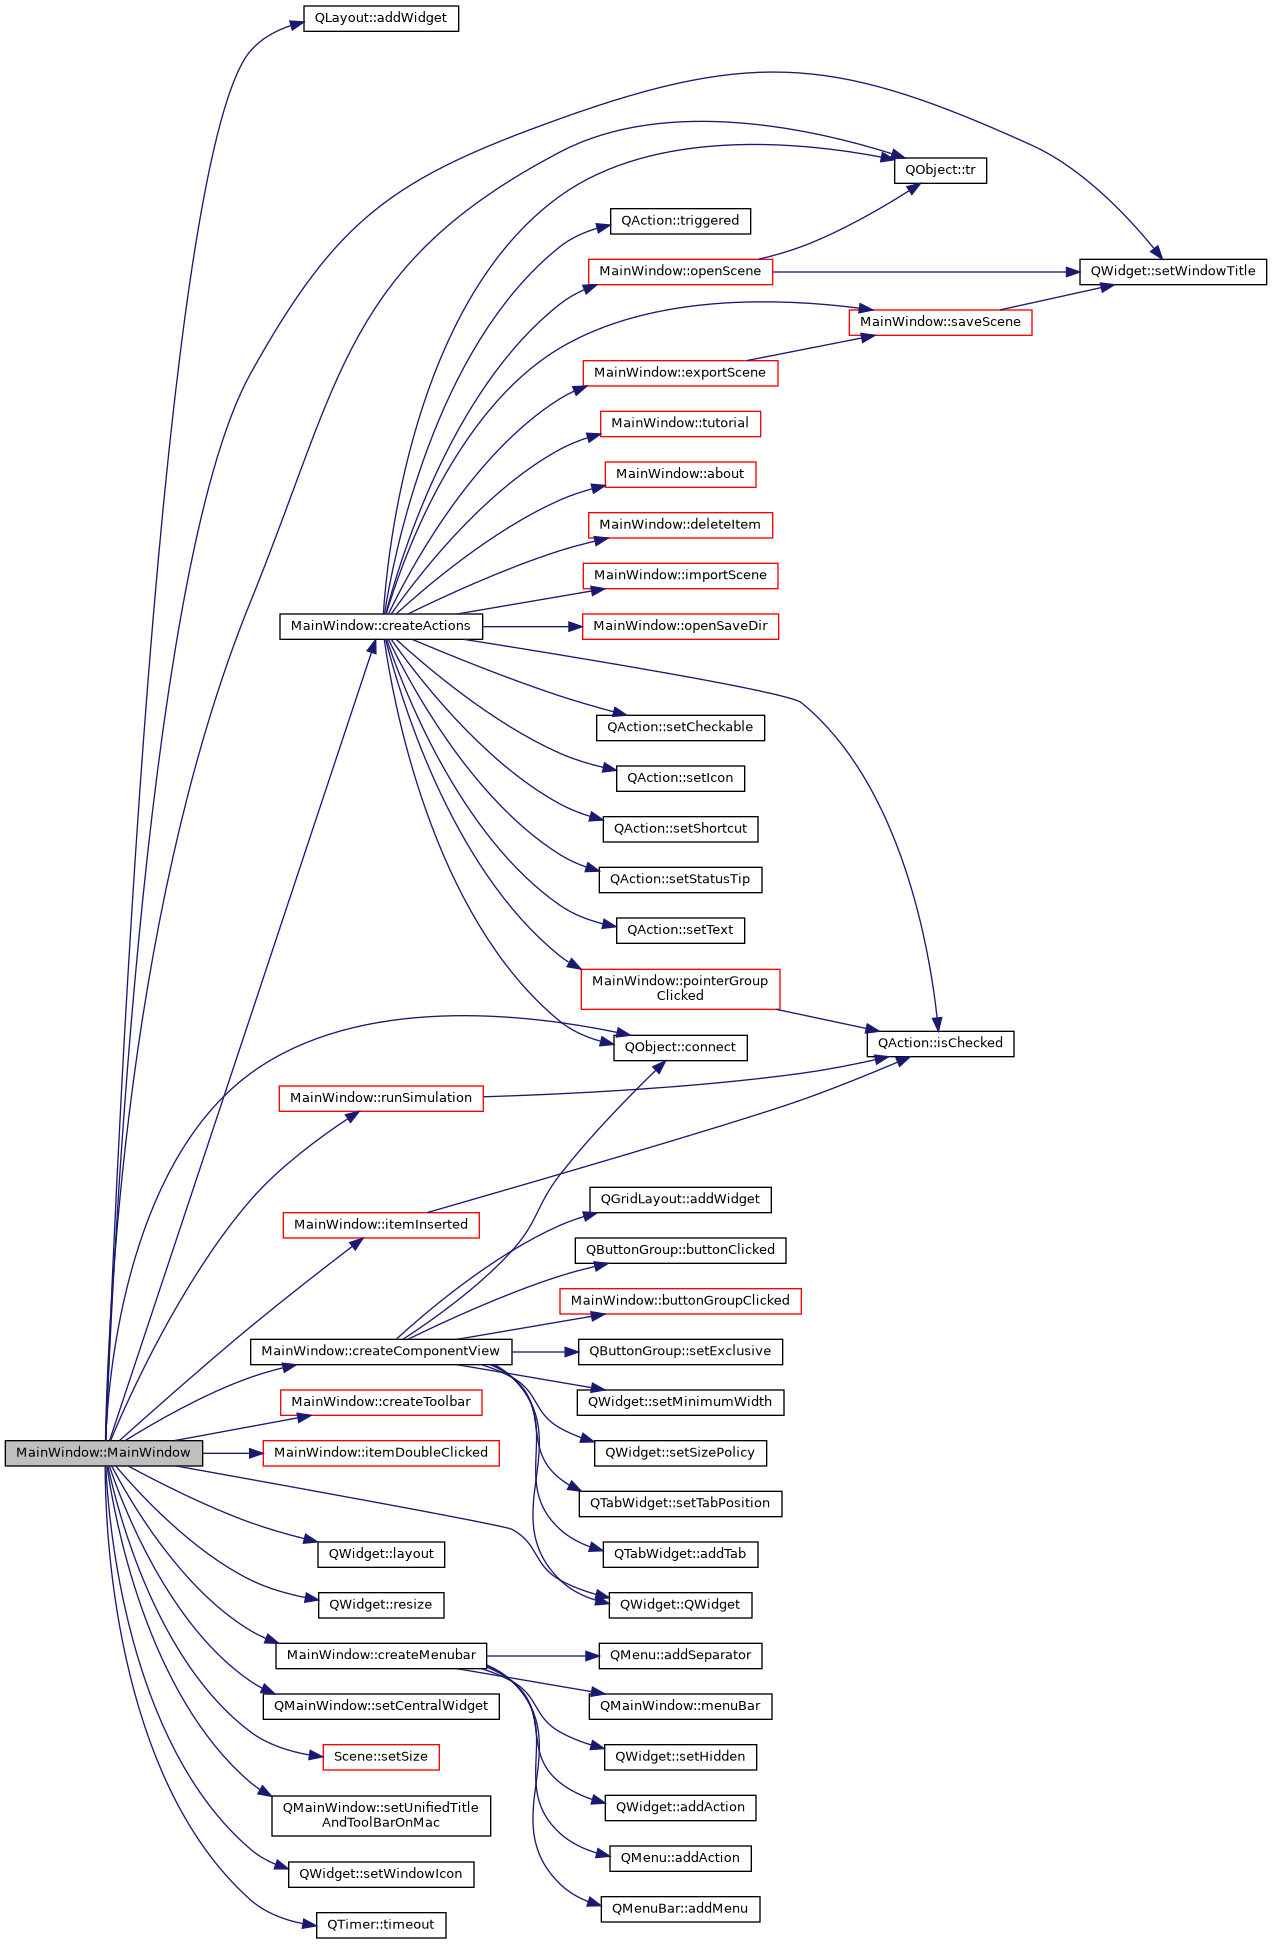 QLayout::addWidget
QObject::tr
QAction::triggered
MainWindow::openScene
QWidget::setWindowTitle
MainWindow::saveScene
MainWindow::exportScene
MainWindow::tutorial
MainWindow::about
MainWindow::deleteItem
MainWindow::importScene
MainWindow::createActions
MainWindow::openSaveDir
QAction::setCheckable
QAction::setIcon
QAction::setShortcut
QAction::setStatusTip
QAction::setText
MainWindow::pointerGroup
Clicked
QAction::isChecked
QObject::connect
MainWindow::runSimulation
QGridLayout::addWidget
MainWindow::itemInserted
QButtonGroup::buttonClicked
MainWindow::buttonGroupClicked
MainWindow::createComponentView
QButtonGroup::setExclusive
MainWindow::createToolbar
QWidget::setMinimumWidth
MainWindow::MainWindow
MainWindow::itemDoubleClicked
QWidget::setSizePolicy
QTabWidget::setTabPosition
QWidget::layout
QTabWidget::addTab
QWidget::resize
QWidget::QWidget
MainWindow::createMenubar
QMenu::addSeparator
QMainWindow::setCentralWidget
QMainWindow::menuBar
Scene::setSize
QWidget::setHidden
QMainWindow::setUnifiedTitle
AndToolBarOnMac
QWidget::addAction
QMenu::addAction
QWidget::setWindowIcon
QMenuBar::addMenu
QTimer::timeout